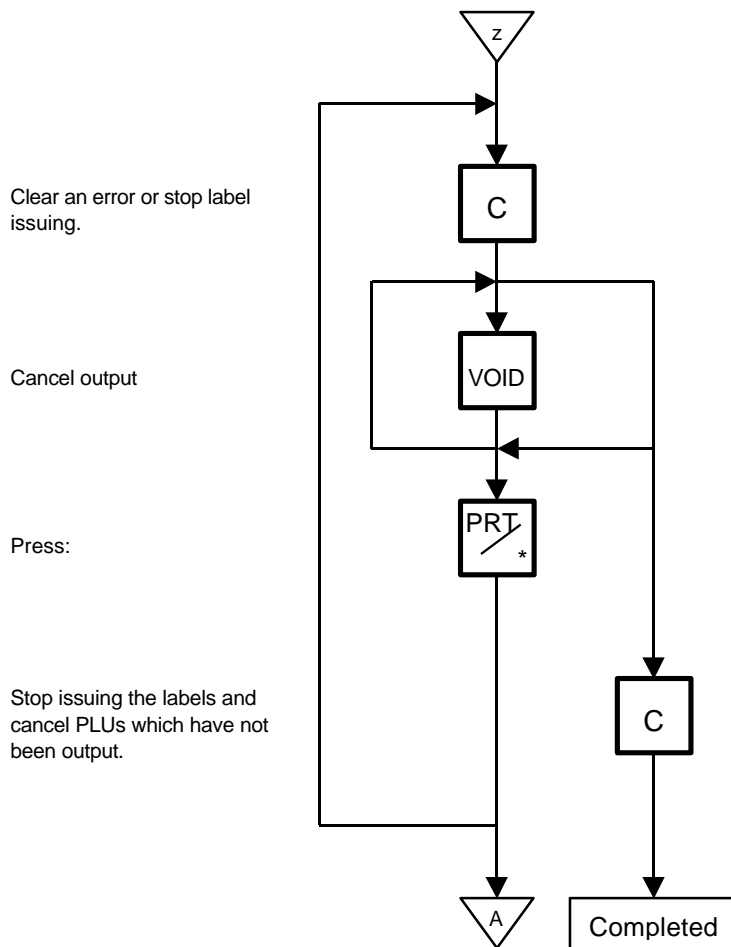 z
Clear an error or stop label
issuing.
C
Cancel output
VOID
Press:
PRT
*
Stop issuing the labels and
cancel PLUs which have not
been output.
C
A
Completed